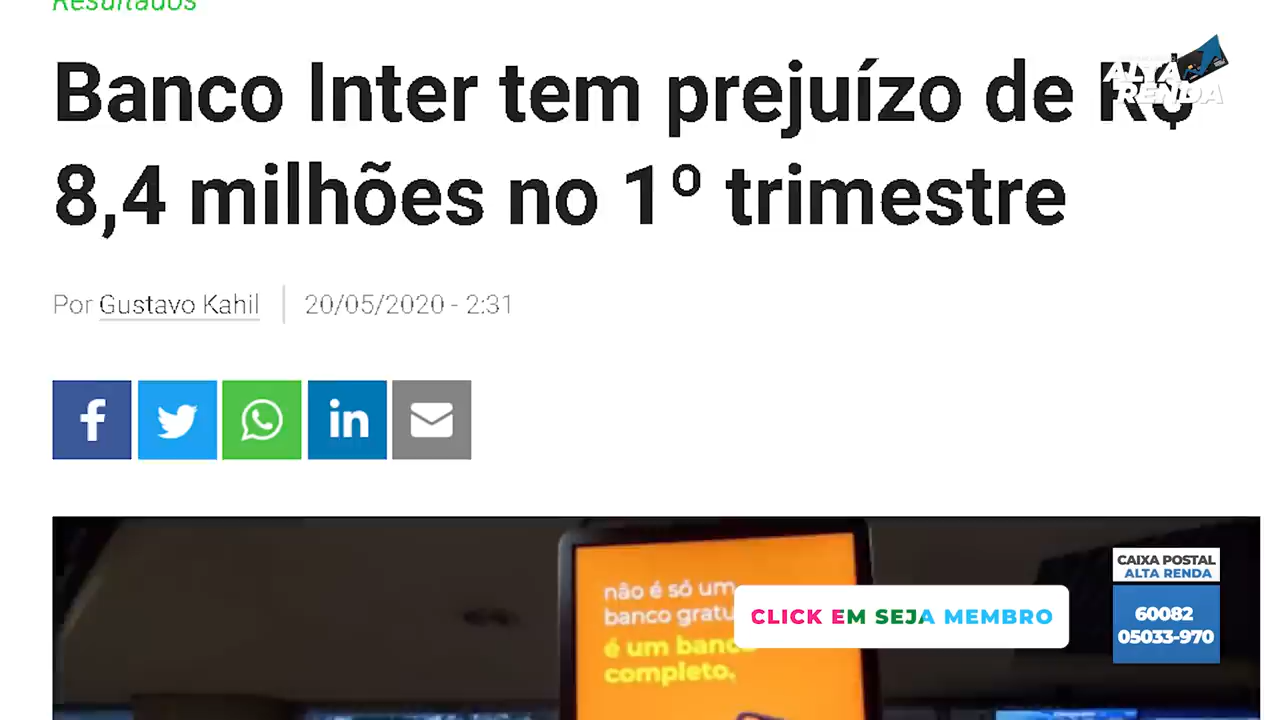 Resultados
Banco Inter tem prejuízo de R$
8,4 milhões no 1º trimestre
ALTA
RENDA
Por Gustavo Kahil | 20/05/2020 - 2:31
f
in
não é só um
banco gratu
é um banco
completo.
CLICK EM SEJA MEMBRO
CAIXA POSTAL
ALTA RENDA
60082
05033-970